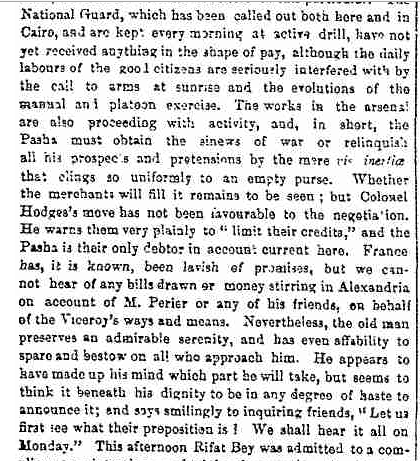 National Guard, which has been called out both here and in
Cairo, and are kept every morning at active drill, have not
yet received anything in the shape of pay, although the daily
labours of the good citizens are seriously interfered with by
the call to arms at sunrise and the evolutions of the
manual and platoon exercise. The works in the arsenal
are also proceeding with activity, and, in short, the
Pasha must obtain the sinews of war or relinquish
all his prospects and pretensions by the mere vis inertiæ
that clings so uniformly to an empty purse. Whether
the merchants will fill it remains to be seen; but Colonel
Hodges's move has not been favourable to the negotiation.
He warns them very plainly to "limit their credits," and the
Pasha is their only debtor in account current here. France
has, it is known, been lavish of promises, but we can-
not hear of any bills drawn or money stirring in Alexandria
on account of M. Perier or any of his friends, on behalf
of the Viceroy's ways and means. Nevertheless, the old man
preserves an admirable serenity, and has even affability to
spare and bestow on all who approach him. He appears to
have made up his mind which part he will take, but seems to
think it beneath his dignity to be in any degree of haste to
announce it; and says smilingly to inquiring friends, "Let us
first see what their preposition is? We shall hear it all on
Monday." This afternoon Rifat Bey was admitted to a com-